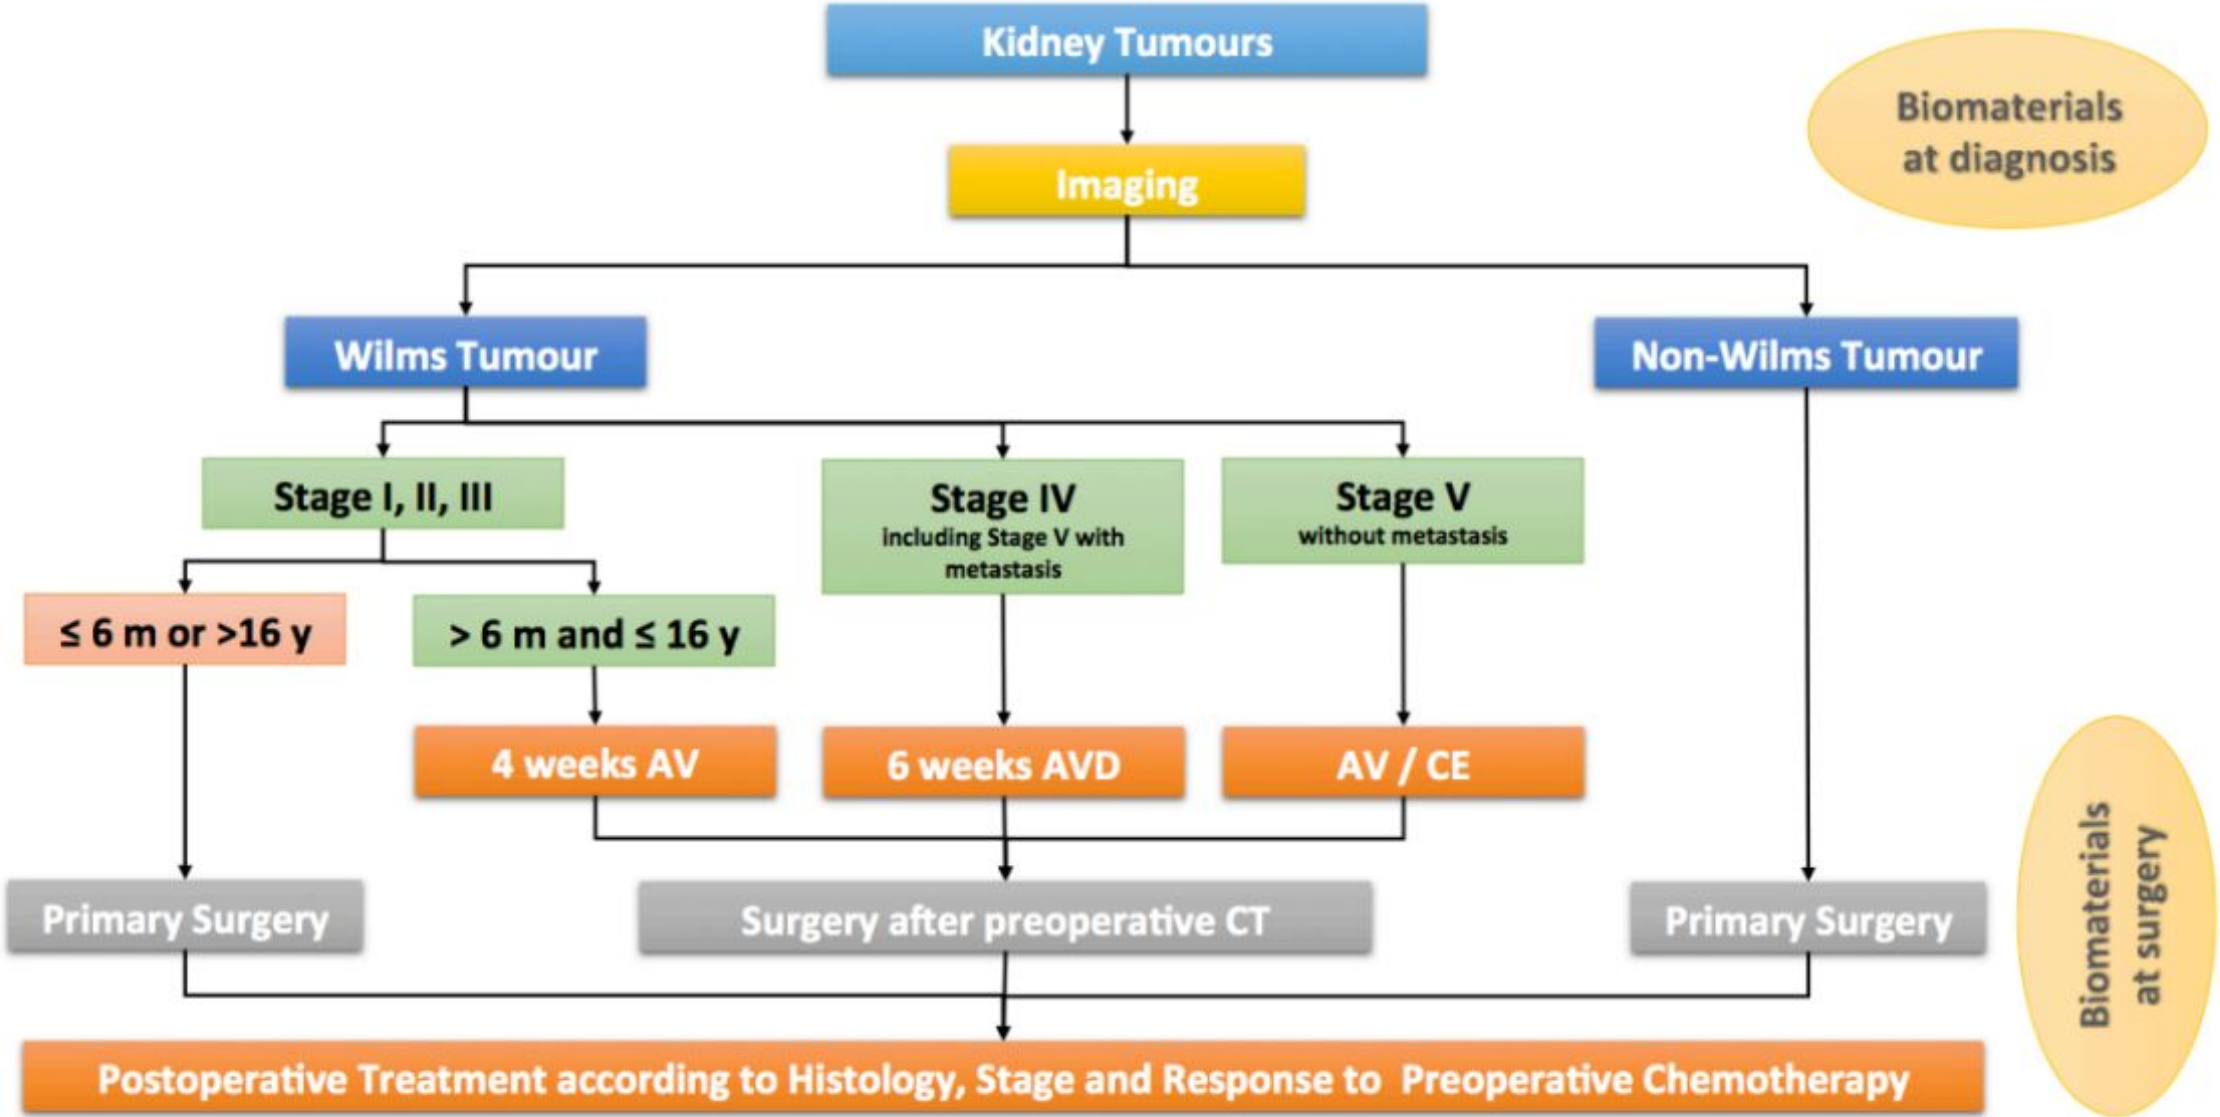 Kidney Tumours
Biomaterials
at diagnosis
Imaging
Wilms Tumour
Non-Wilms Tumour
Stage I, II, III
Stage IV
including Stage V with
metastasis
Stage V
without metastasis
≤ 6 m or >16 y
> 6 m and ≤ 16 y
4 weeks AV
6 weeks AVD
AV / CE
Primary Surgery
Surgery after preoperative CT
Primary Surgery
Biomaterials
at surgery
Postoperative Treatment according to Histology, Stage and Response to Preoperative Chemotherapy